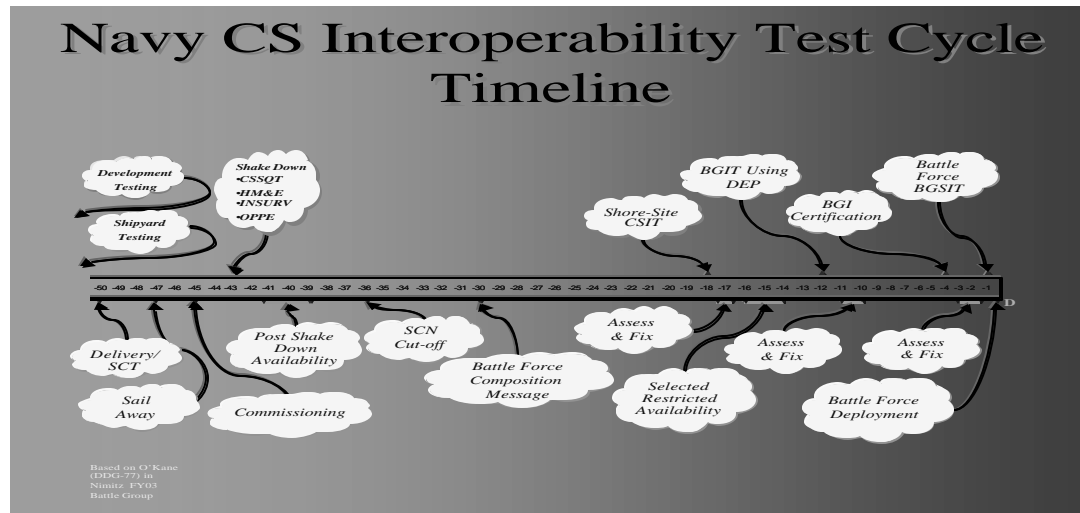 Navy CS Interoperability Test Cycle
Timeline
Development
Testing
Shipyard
Testing
Shake Down
•CSSQT
•HM&E
•INSURV
•OPPE
Shore-Site
CSIT
BGIT Using
DEP
BGI
Certification
Battle
Force
BGSIT
-50 -49 -48 -47 -46 -45 -44 -43 -42 -41 -40 -39 -38 -37 -36 -35 -34 -33 -32 -31 -30 -29 -28 -27 -26 -25 -24 -23 -22 -21 -20 -19 -18 -17 -16 -15 -14 -13 -12 -11 -10 -9 -8 -7 -6 -5 -4 -3 -2 -1
D
Delivery/
SCT
Sail
Away
Post Shake
Down
Availability
Commissioning
SCN
Cut-off
Battle Force
Composition
Message
Assess
& Fix
Selected
Restricted
Availability
Assess
& Fix
Battle Force
Deployment
Assess
& Fix
Based on O'Kane
(DDG-77) in
Nimitz FY03
Battle Group